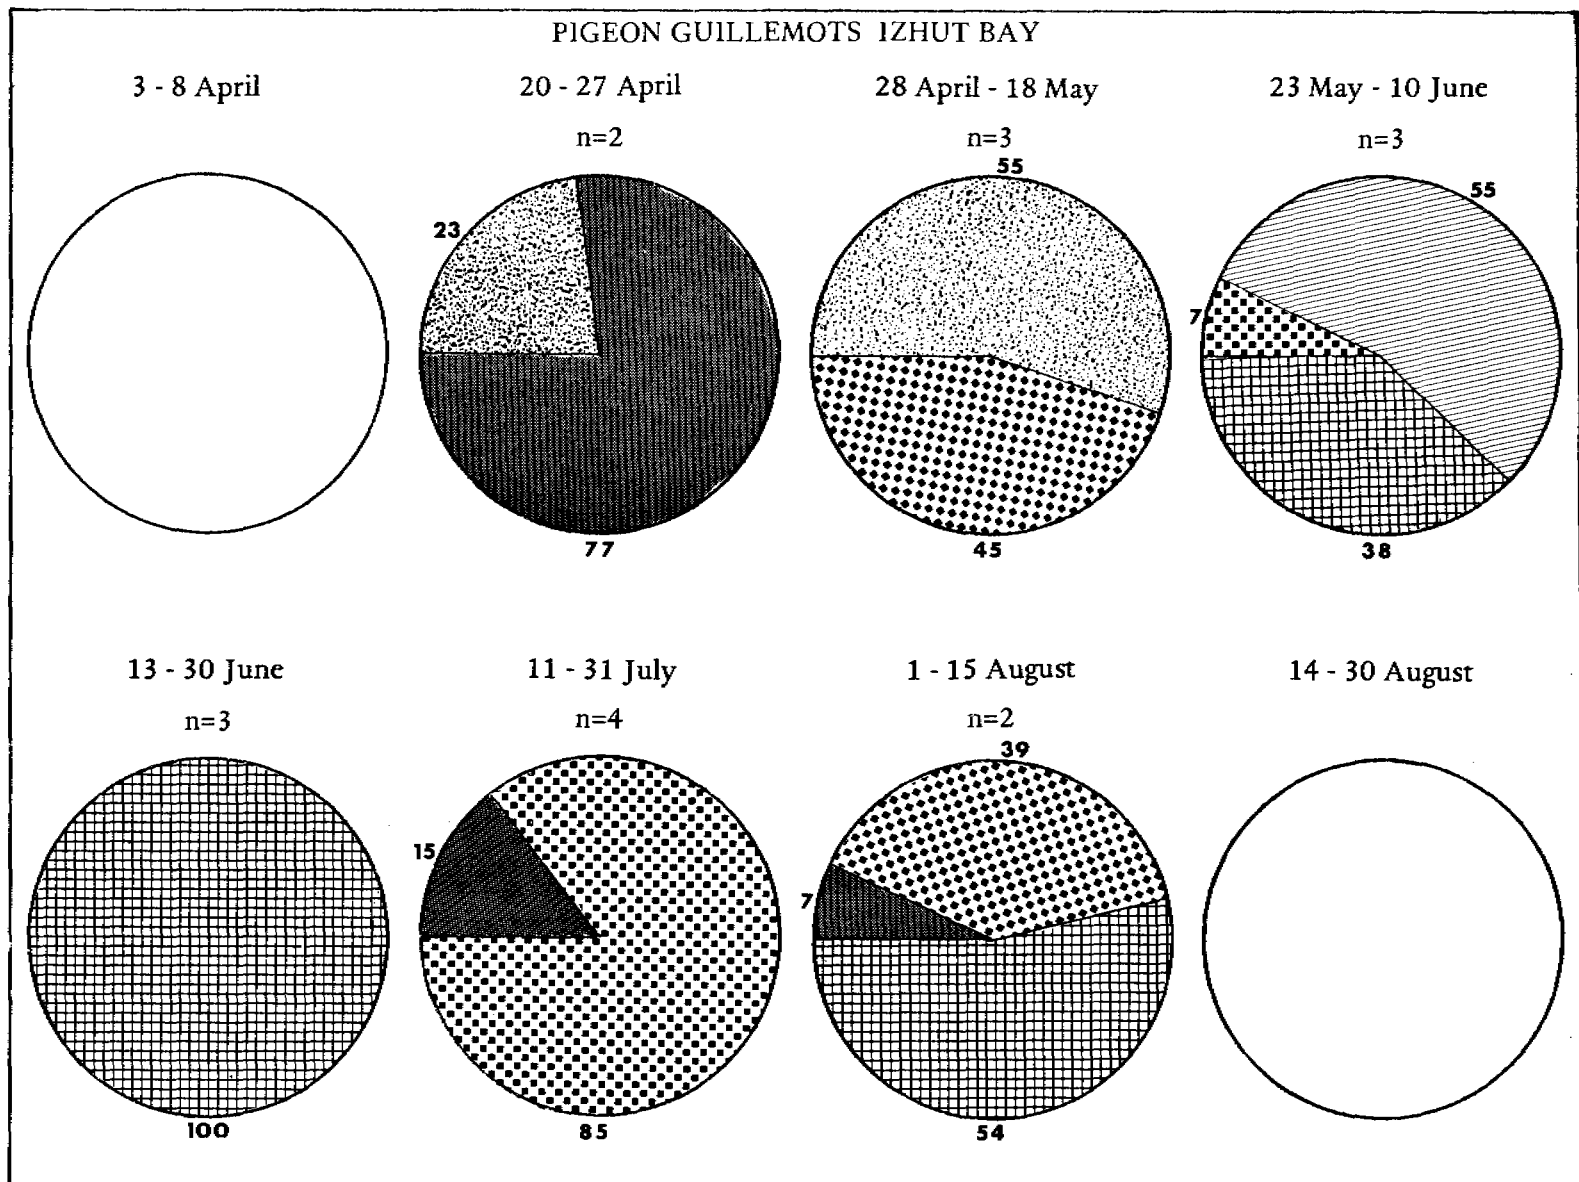 PIGEON GUILLEMOTS IZHUT BAY
3 - 8 April
20 - 27 April
28 April - 18 May
23 May - 10 June
n=2
n=3
n=3
55
55
23
7
77
45
38
13 - 30 June
11 - 31 July
1 - 15 August
14 - 30 August
n=3
n=4
n=2
39
15
7
100
85
54